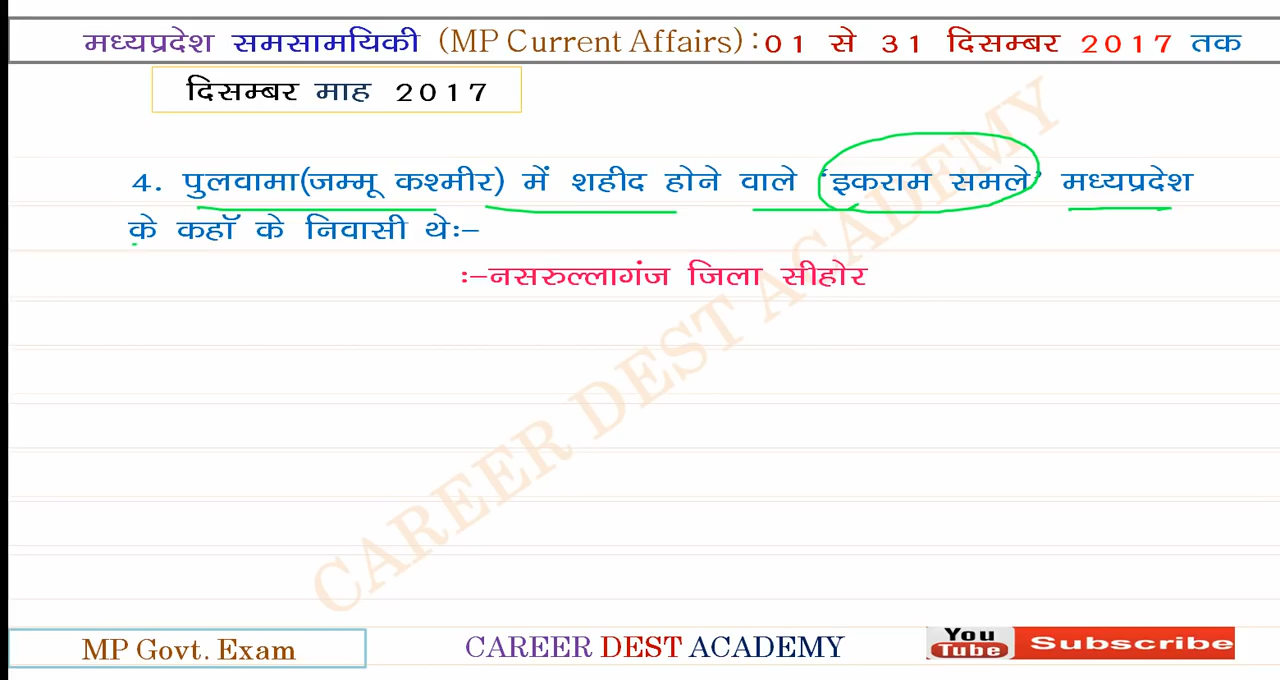 मध्यप्रदेश समसामयिकी (MP Current Affairs) : 01 से 31 दिसम्बर 2017 तक
दिसम्बर माह 2017
4. पुलवामा(जम्मू कश्मीर) में शहीद होने वाले 'इकराम समले' मध्यप्रदेश
के कहॉ के निवासी थेः–
ः–नसरुल्लागंज जिला सीहोर
CAREER DEST ACADEMY
MP Govt. Exam
CAREER DEST ACADEMY
You Tube Subscribe